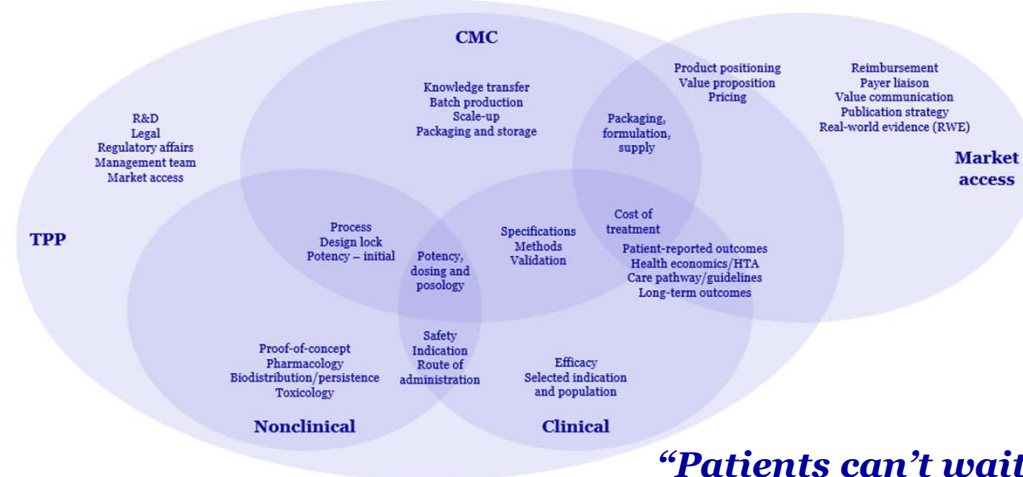 CMC
Knowledge transfer
Batch production
Scale-up
Packaging and storage
R&D
Legal
Regulatory affairs
Management team
Market access
Packaging,
formulation,
supply
Product positioning
Value proposition
Pricing
Reimbursement
Payer liaison
Value communication
Publication strategy
Real-world evidence (RWE)
Market
access
TPP
Process
Design lock
Potency – initial
Potency,
dosing and
posology
Specifications
Methods
Validation
Cost of
treatment
Patient-reported outcomes
Health economics/HTA
Care pathway/guidelines
Long-term outcomes
Proof-of-concept
Pharmacology
Biodistribution/persistence
Toxicology
Safety
Indication
Route of
administration
Efficacy
Selected indication
and population
Nonclinical
Clinical
“Patients can’t wait